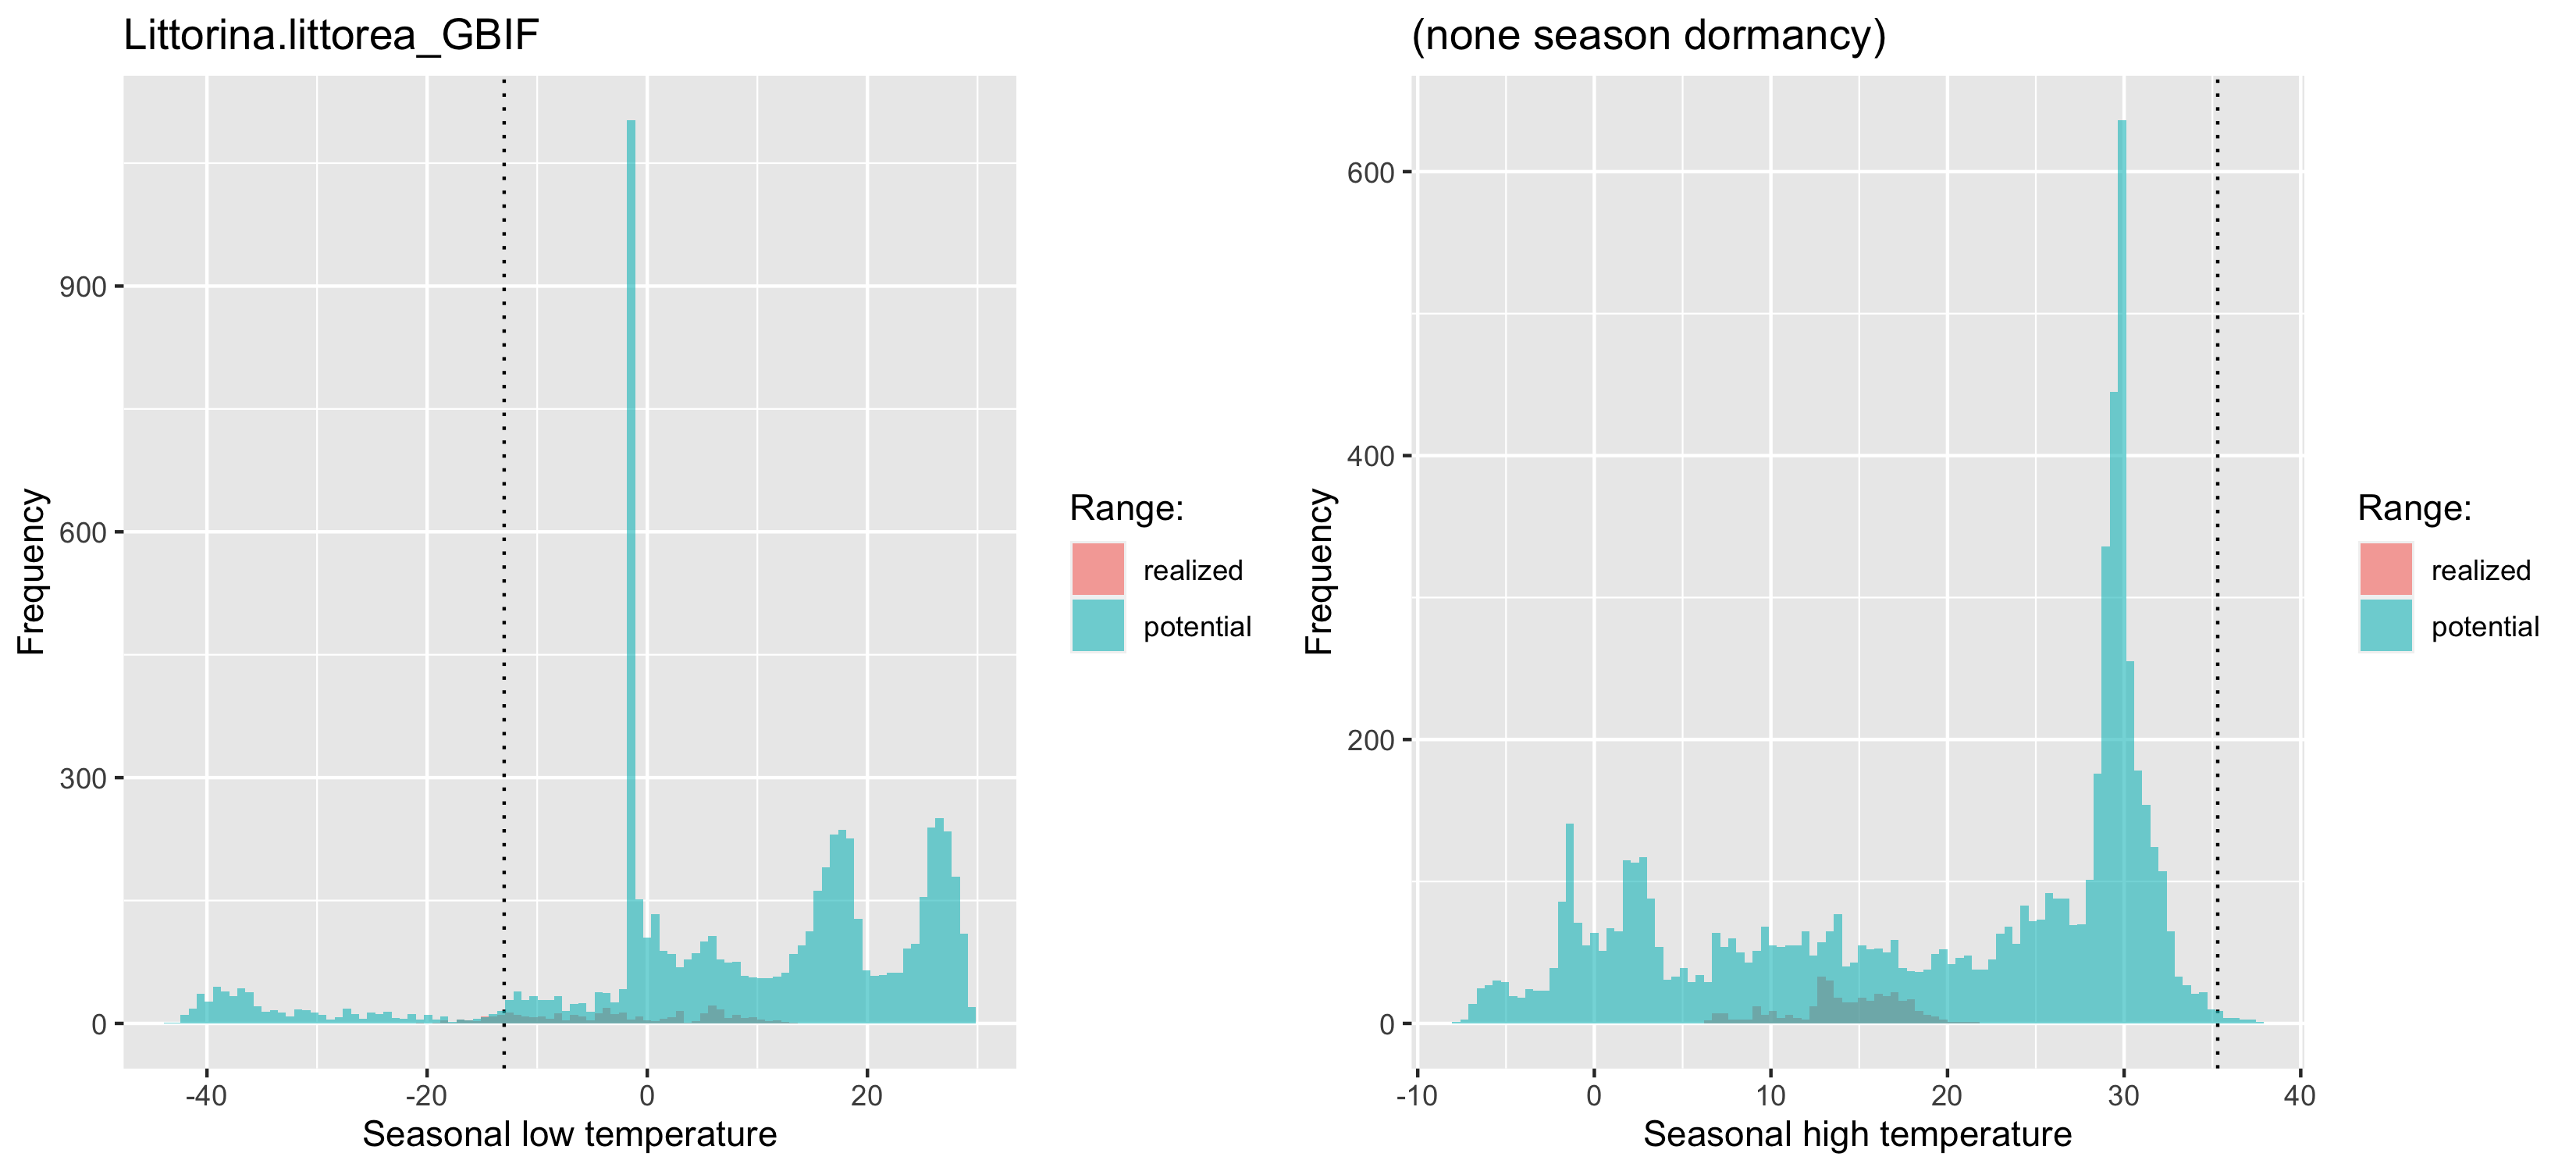 Littorina.littorea_GBIF
Frequency
900
600
300
0
-40
-20
0
20
Seasonal low temperature
Range:
realized
potential
(none season dormancy)
Frequency
600
400
200
0
-10
0
10
20
30
40
Seasonal high temperature
Range:
realized
potential